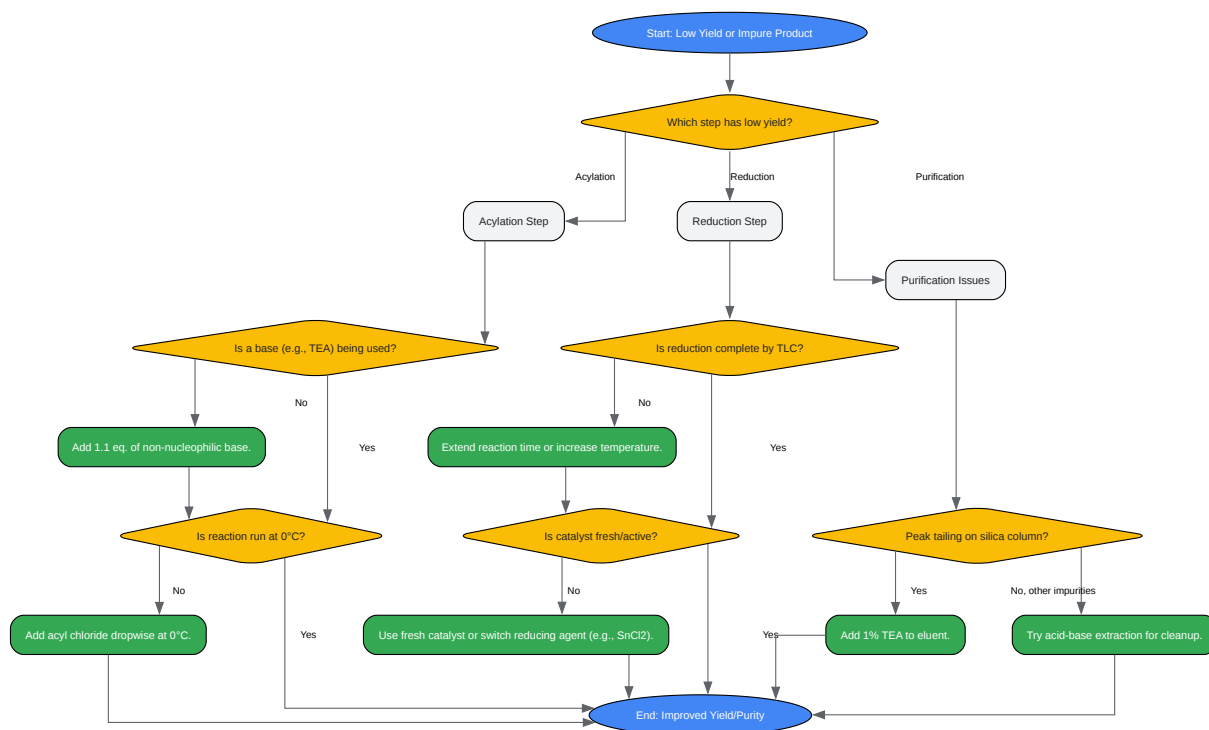 Start: Low Yield or Impure Product
Which step has low yield?
Acylation
Reduction
Purification
Acylation Step
Reduction Step
Purification Issues
Is a base (e.g., TEA) being used?
Is reduction complete by TLC?
No
No
Add 1.1 eq. of non-nucleophilic base.
Yes
Extend reaction time or increase temperature.
Yes
Is reaction run at 0°C?
Is catalyst fresh/active?
Peak tailing on silica column?
No
No
Yes
No, other impurities
Add acyl chloride dropwise at 0°C.
Yes
Use fresh catalyst or switch reducing agent (e.g., SnCl2).
Yes
Add 1% TEA to eluent.
Try acid-base extraction for cleanup.
End: Improved Yield/Purity